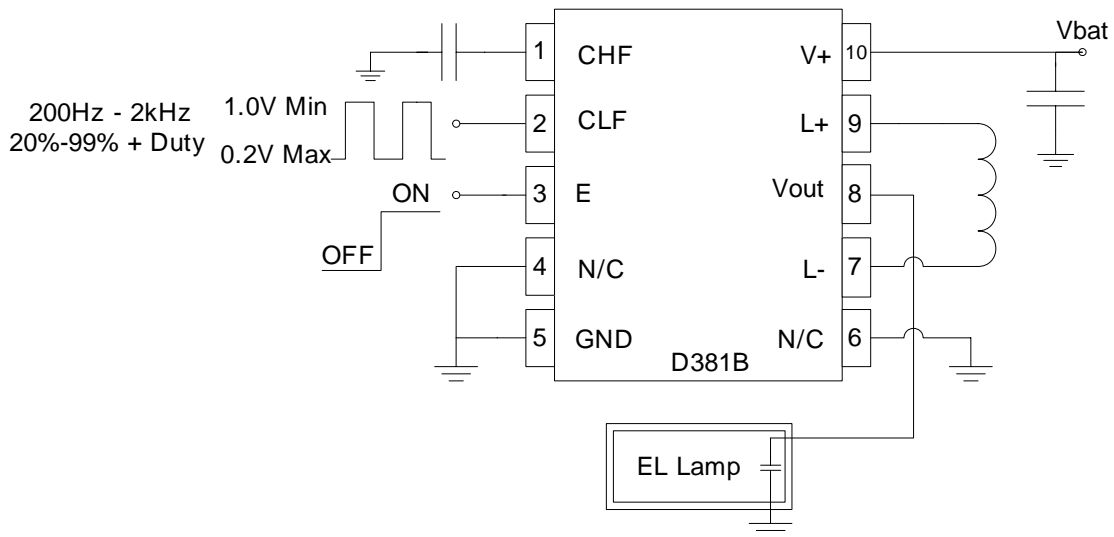 Vbat
1 CHF V+ 10
200Hz - 2kHz 1.0V Min 2 CLF L+ 9
20%-99% + Duty 0.2V Max
ON 3 E Vout 8
OFF
4 N/C L- 7
5 GND N/C 6
D381B
EL Lamp